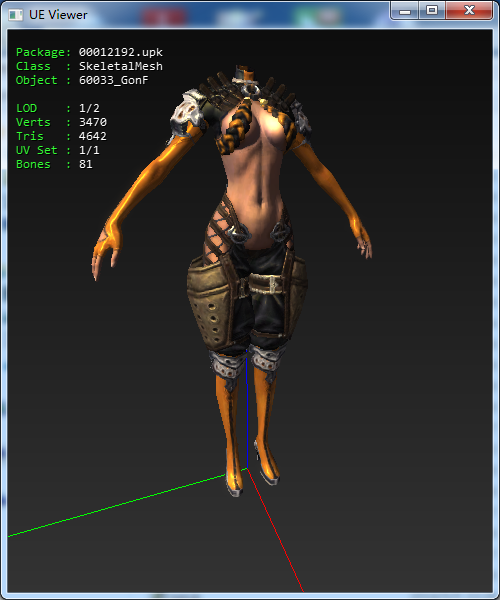 UE Viewer
Package: 00012192.upk
Class : SkeletalMesh
Object : 60033_GonF
LOD : 1/2
Verts : 3470
Tris : 4642
UV Set : 1/1
Bones : 81